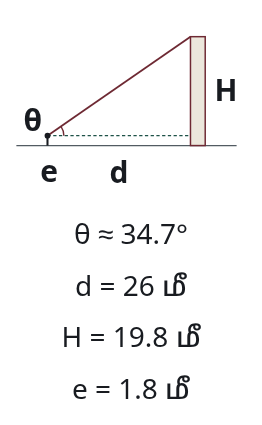 H
θ
e d
θ ≈ 34.7°
d = 26 மீ
H = 19.8 மீ
e = 1.8 மீ